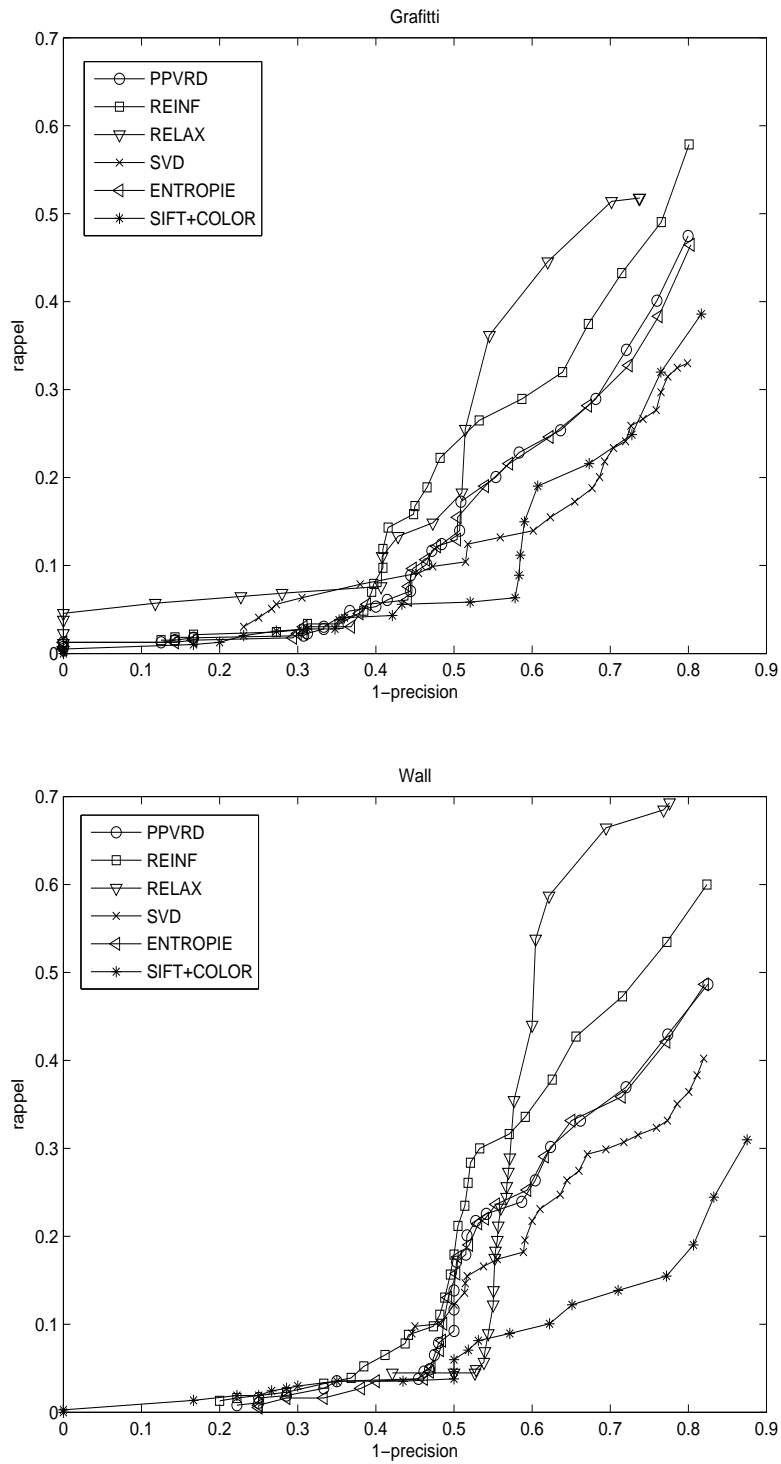 Grafitti
0.7
0.6
0.5
0.4
0.3
0.2
0.1
0
rappel
PPVRD
REINF
RELAX
SVD
ENTROPIE
SIFT+COLOR
0 0.1 0.2 0.3 0.4 0.5 0.6 0.7 0.8 0.9
1−precision
Wall
0.7
0.6
0.5
0.4
0.3
0.2
0.1
0
rappel
PPVRD
REINF
RELAX
SVD
ENTROPIE
SIFT+COLOR
0 0.1 0.2 0.3 0.4 0.5 0.6 0.7 0.8 0.9
1−precision